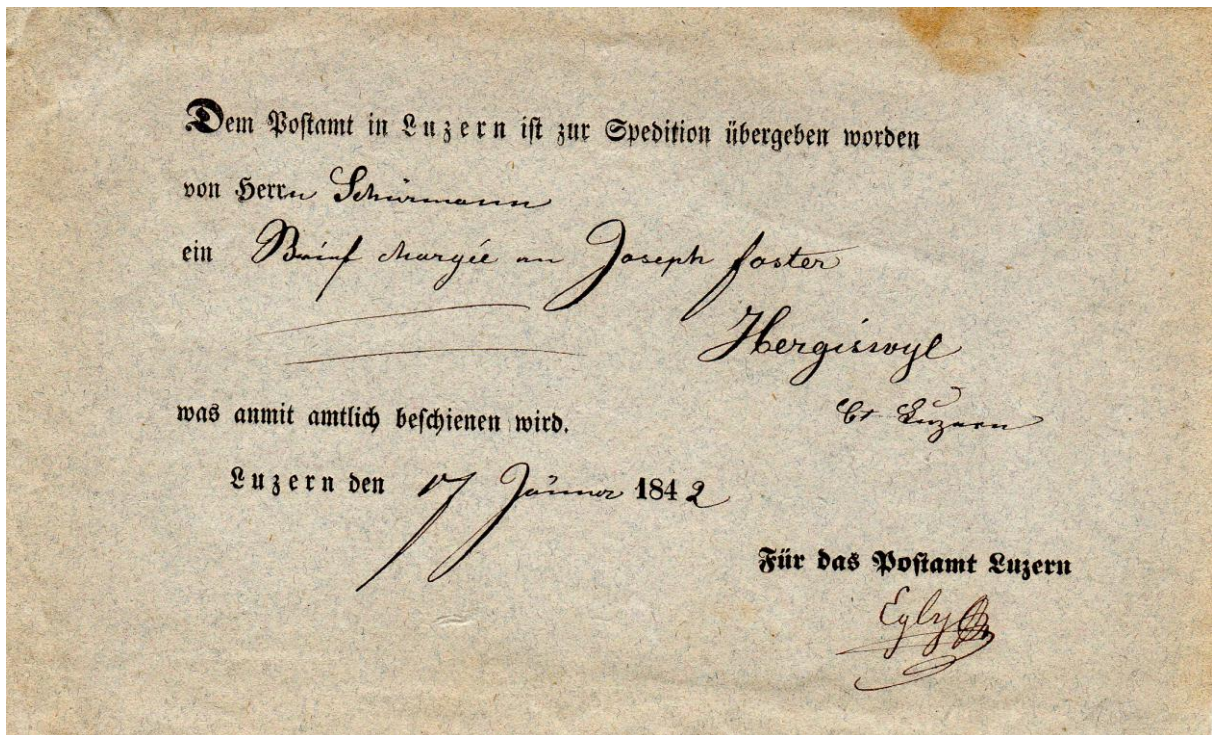 Dem Postamt in Luzern ist zur Spedition übergeben worden
von Herrn Schürmann
ein Brief chargée an Joseph foster
Hergiswyl
Ct Luzern
was anmit amtlich beschienen wird.
Luzern den 17 Jänner 1842
Für das Postamt Luzern
Egly